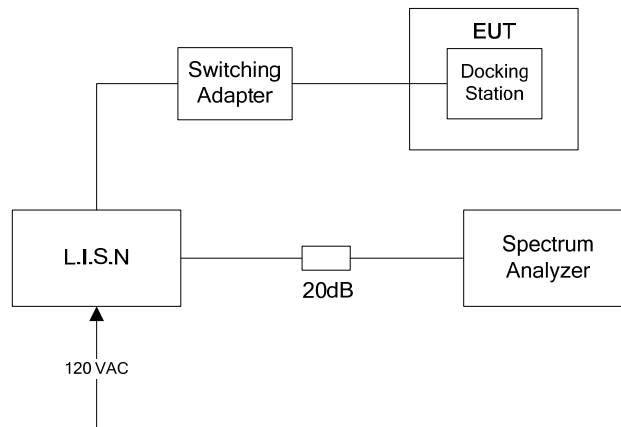 EUT
Switching
Adapter
Docking
Station
L.I.S.N
Spectrum
Analyzer
20dB
120 VAC